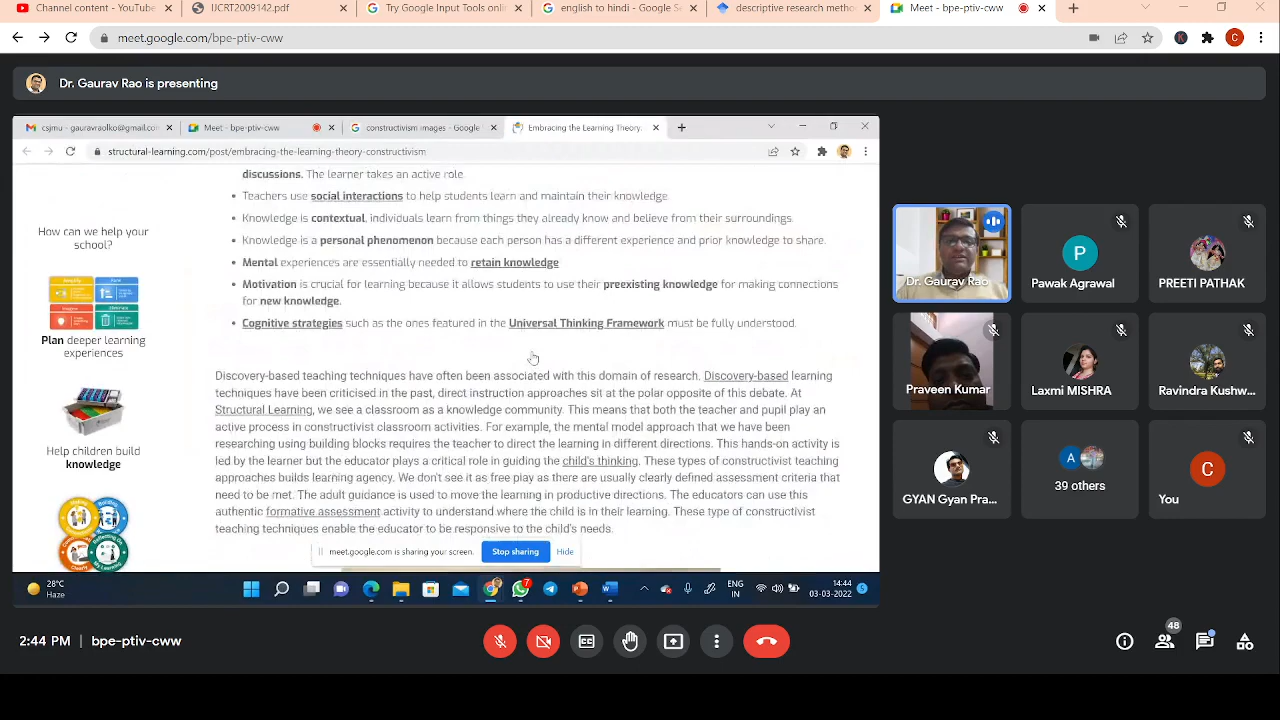 Channel content - YouTube
IJCRT2009142.pdf
Try Google Input Tools onlin
english to hindi - Google Se
descriptive research method
Meet - bpe-ptiv-cww
meet.google.com/bpe-ptiv-cww
K
C
Dr. Gaurav Rao is presenting
csjmu - gauravraolko@gmail.co
Meet - bpe-ptiv-cww
constructivism images - Google
Embracing the Learning Theory:
structural-learning.com/post/embracing-the-learning-theory-constructivism
discussions. The learner takes an active role.
Teachers use social interactions to help students learn and maintain their knowledge.
Knowledge is contextual, individuals learn from things they already know and believe from their surroundings.
Knowledge is a personal phenomenon because each person has a different experience and prior knowledge to share.
Mental experiences are essentially needed to retain knowledge
Motivation is crucial for learning because it allows students to use their preexisting knowledge for making connections
for new knowledge.
Cognitive strategies such as the ones featured in the Universal Thinking Framework must be fully understood.
How can we help your
school?
Plan deeper learning
experiences
Help children build
knowledge
Discovery-based teaching techniques have often been associated with this domain of research. Discovery-based learning
techniques have been criticised in the past, direct instruction approaches sit at the polar opposite of this debate. At
Structural Learning, we see a classroom as a knowledge community. This means that both the teacher and pupil play an
active process in constructivist classroom activities. For example, the mental model approach that we have been
researching using building blocks requires the teacher to direct the learning in different directions. This hands-on activity is
led by the learner but the educator plays a critical role in guiding the child's thinking. These types of constructivist teaching
approaches builds learning agency. We don't see it as free play as there are usually clearly defined assessment criteria that
need to be met. The adult guidance is used to move the learning in productive directions. The educators can use this
authentic formative assessment activity to understand where the child is in their learning. These type of constructivist
teaching techniques enable the educator to be responsive to the child's needs.
meet.google.com is sharing your screen.
Stop sharing
Hide
28°C
Haze
7
ENG
IN
14:44
03-03-2022
5
Dr. Gaurav Rao
P
Pawak Agrawal
PREETI PATHAK
Praveen Kumar
Laxmi MISHRA
Ravindra Kushw...
GYAN Gyan Pra...
A
39 others
C
You
2:44 PM
bpe-ptiv-cww
CC
48